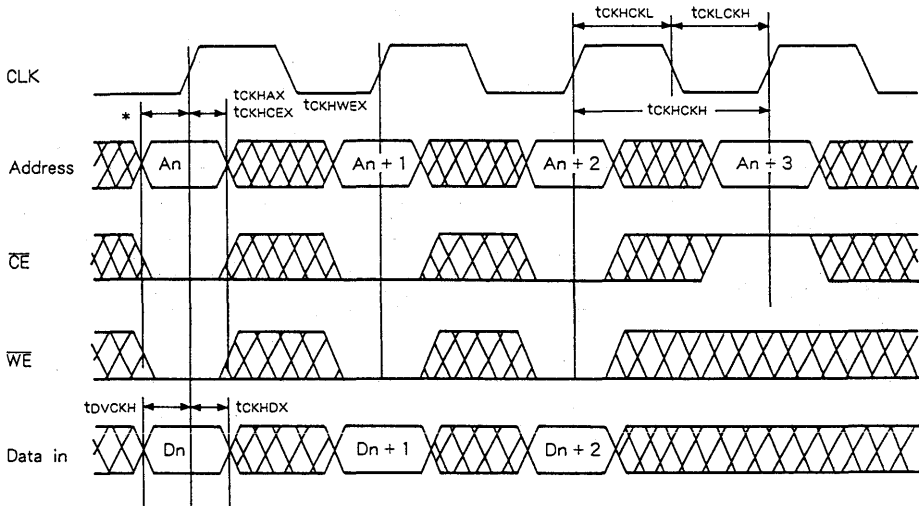 tCKHCKL tCKLCKH
CLK
tCKHAX
* tCKHCEX tCKHWEX tCKHCKH
Address An An + 1 An + 2 An + 3
CE
WE
tDVCKH tCKHDX
Data in Dn Dn + 1 Dn + 2